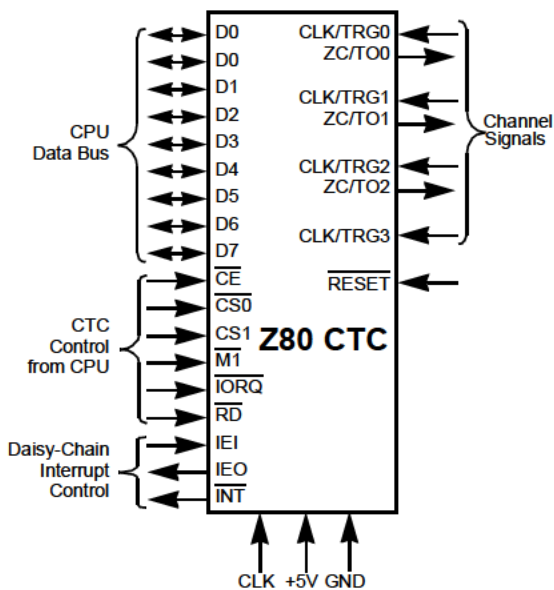 D0
D0
D1
D2
D3
D4
D5
D6
D7
CPU
Data Bus
CE
CS0
CS1
M1
IORQ
RD
CTC
Control
from CPU
IEI
IEO
INT
Daisy-Chain
Interrupt
Control
CLK/TRG0
ZC/TO0
CLK/TRG1
ZC/TO1
CLK/TRG2
ZC/TO2
CLK/TRG3
Channel
Signals
RESET
Z80 CTC
CLK +5V GND